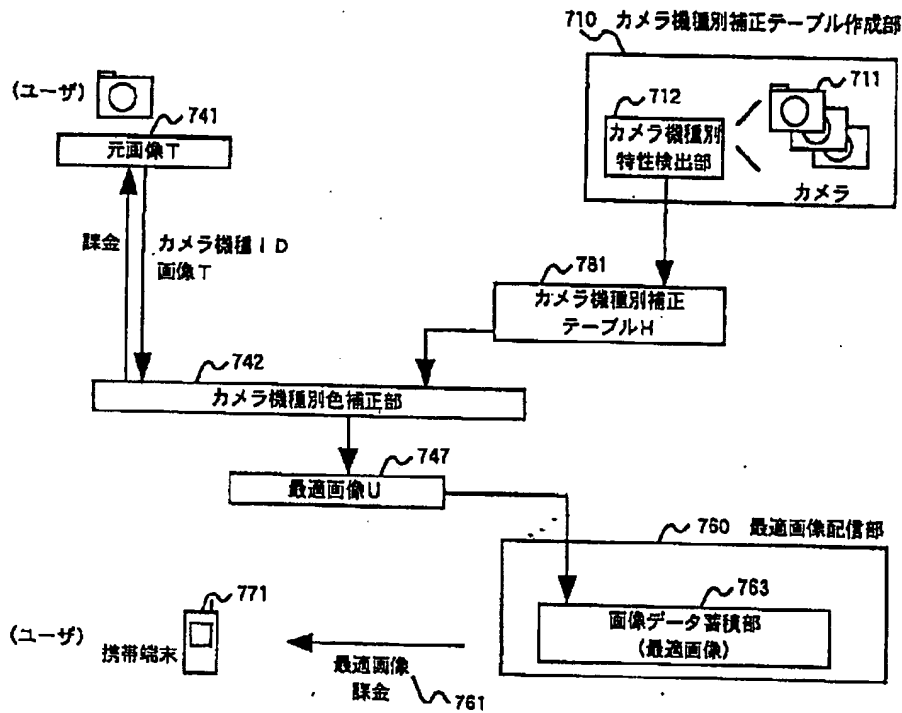 710 カメラ機種別補正テーブル作成部
(ユーザ)
741
元画像T
712
カメラ機種別
特性検出部
711
カメラ
課金
カメラ機種ID
画像T
781
カメラ機種別補正
テーブルH
742
カメラ機種別色補正部
747
最適画像U
760 最適画像配信部
763
画像データ蓄積部
(最適画像)
(ユーザ)
771
携帯端末
最適画像
課金
761